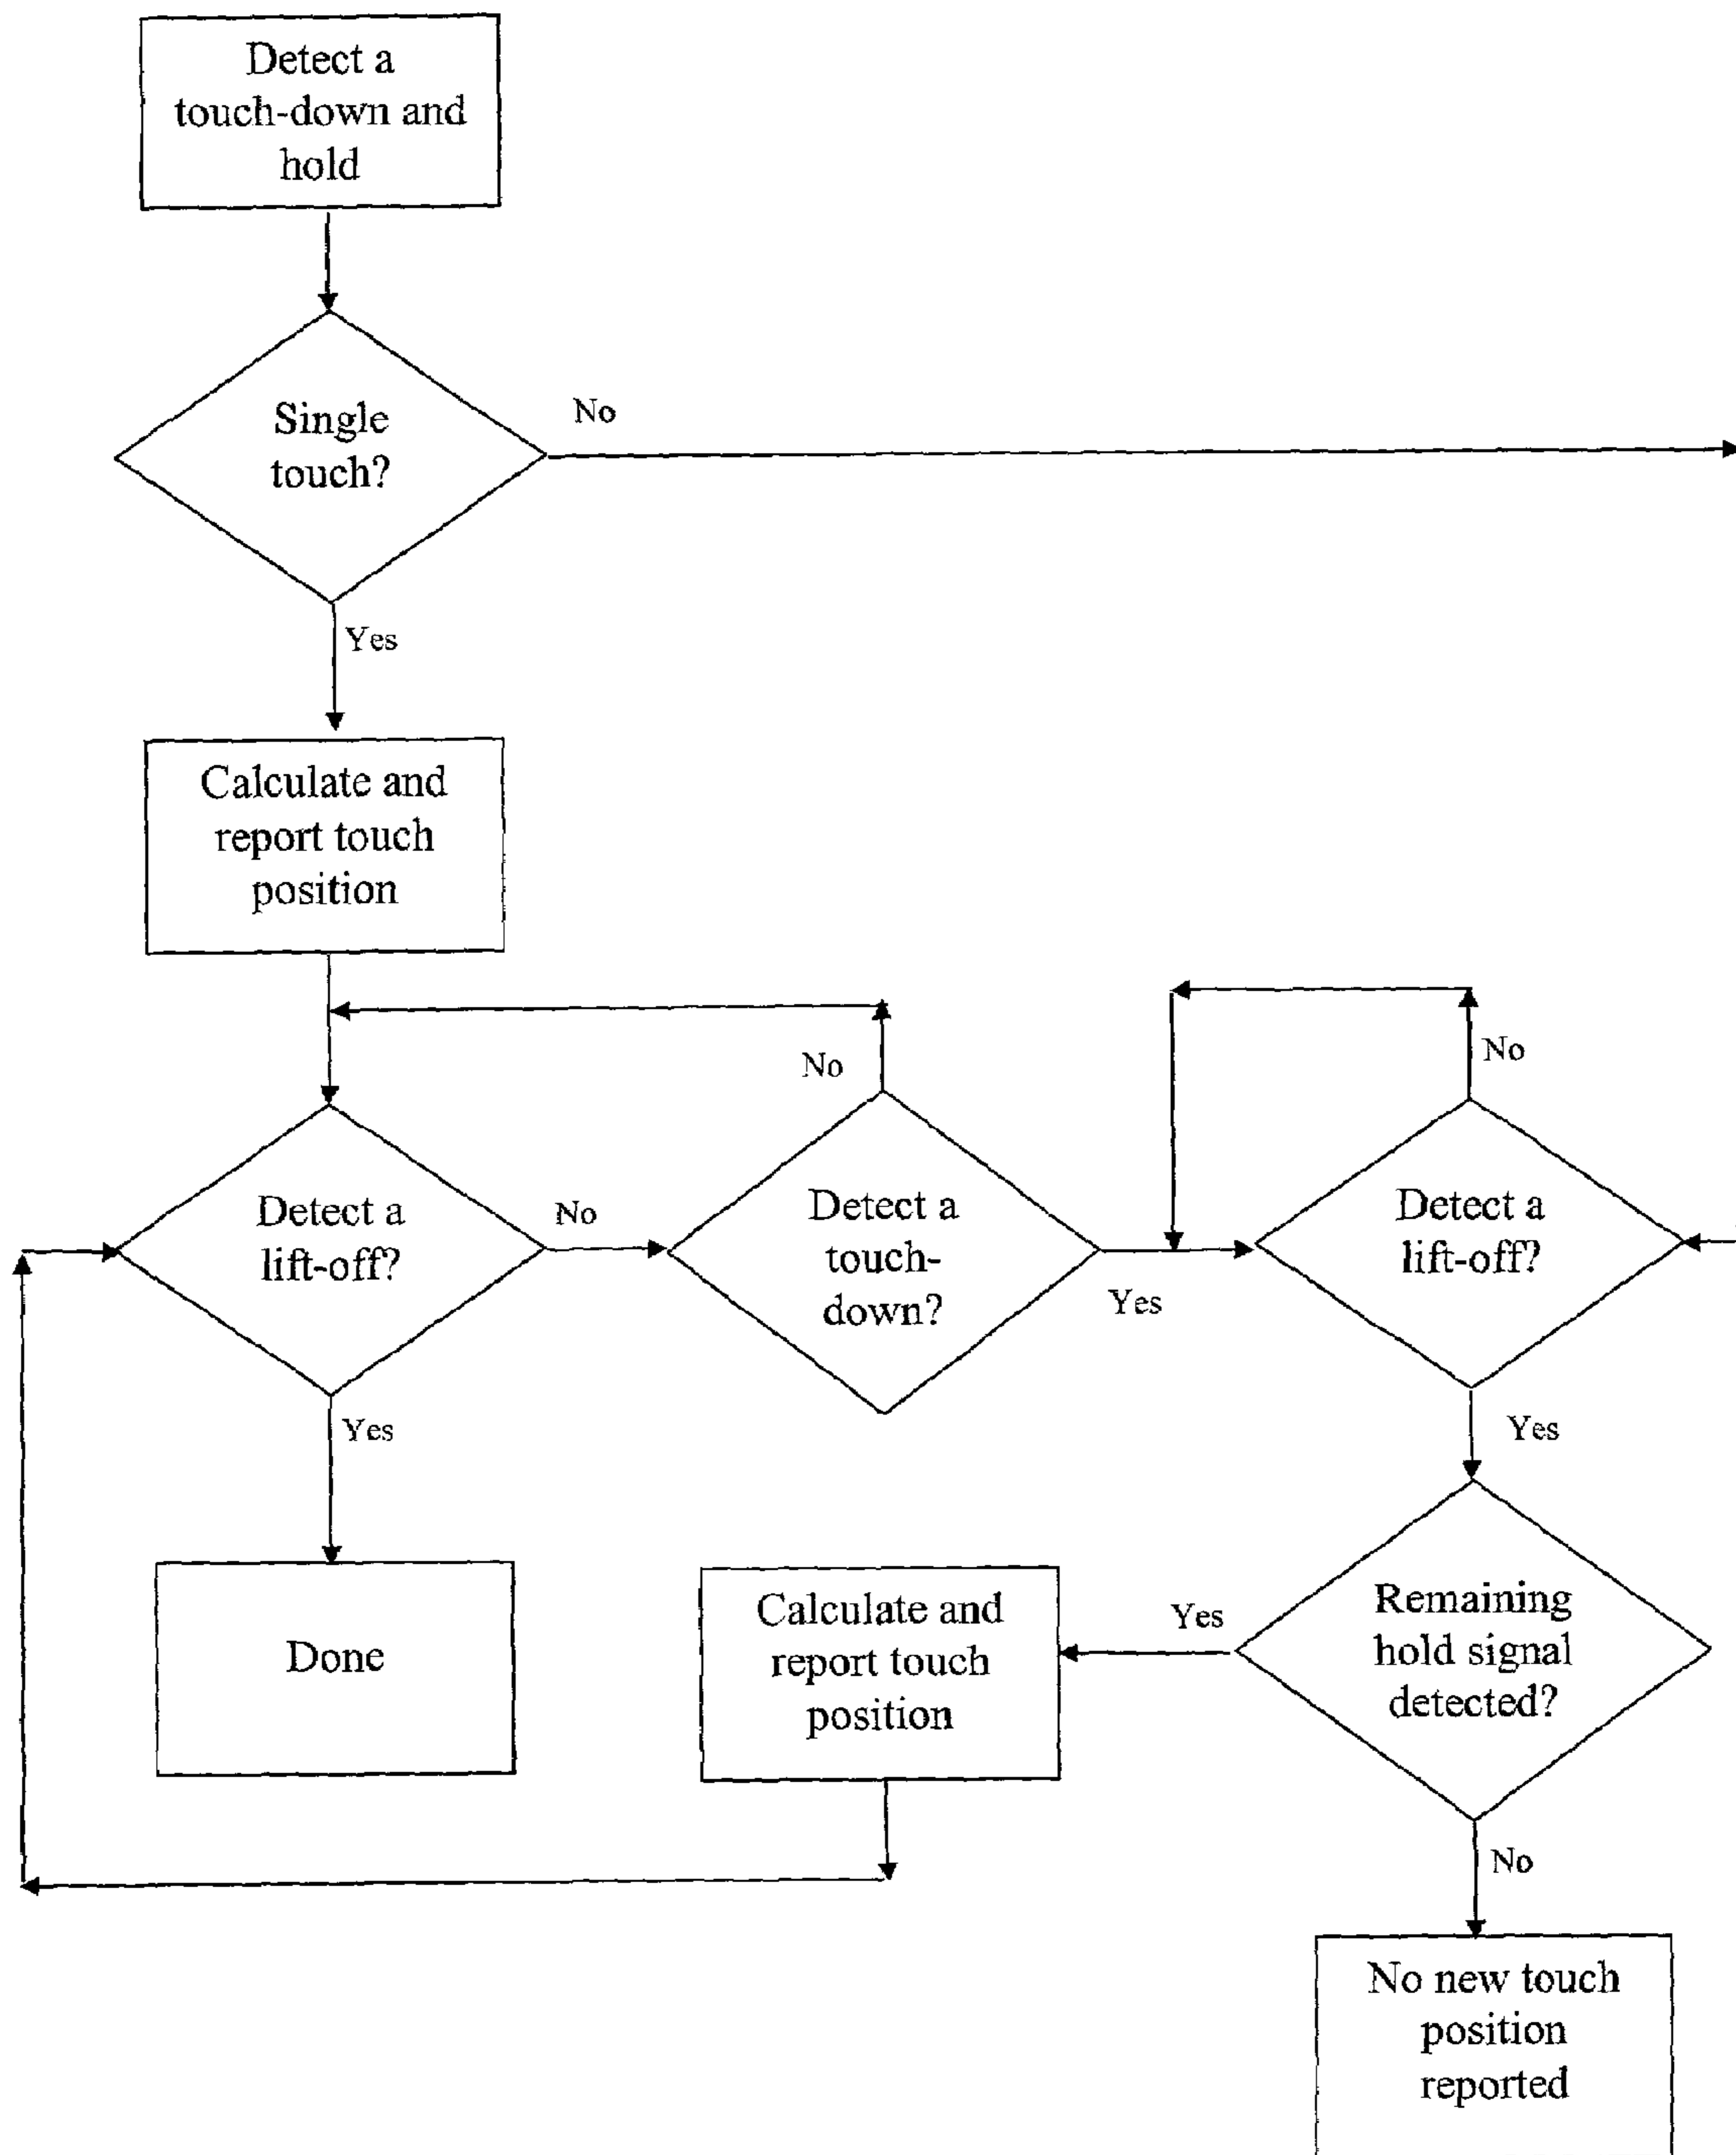 Detect a
touch-down and
hold
Single
touch?
No
Yes
Calculate and
report touch
position
No
No
Detect a
lift-off?
No
Detect a
touch-
down?
Yes
Detect a
lift-off?
Yes
Yes
Done
Calculate and
report touch
position
Yes
Remaining
hold signal
detected?
No
No new touch
position
reported